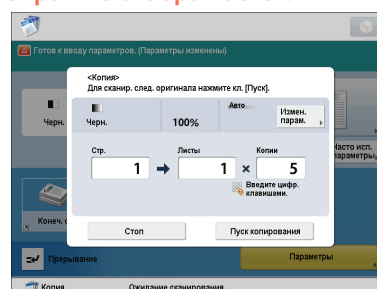 Готов к вводу параметров. (Параметры изменены)
<Копия>
Для сканир. след. оригинала нажмите кл. [Пуск].
Черн.
Черн.
100%
Авто
Измен.
парам.
Часто исп.
параметры
Стр.
Листы
Копии
1
1
×
5
Введите цифр.
клавишами.
Конеч.
Стоп
Пуск копирования
Прерывание
Параметры
Копия
Ожидание сканирования.